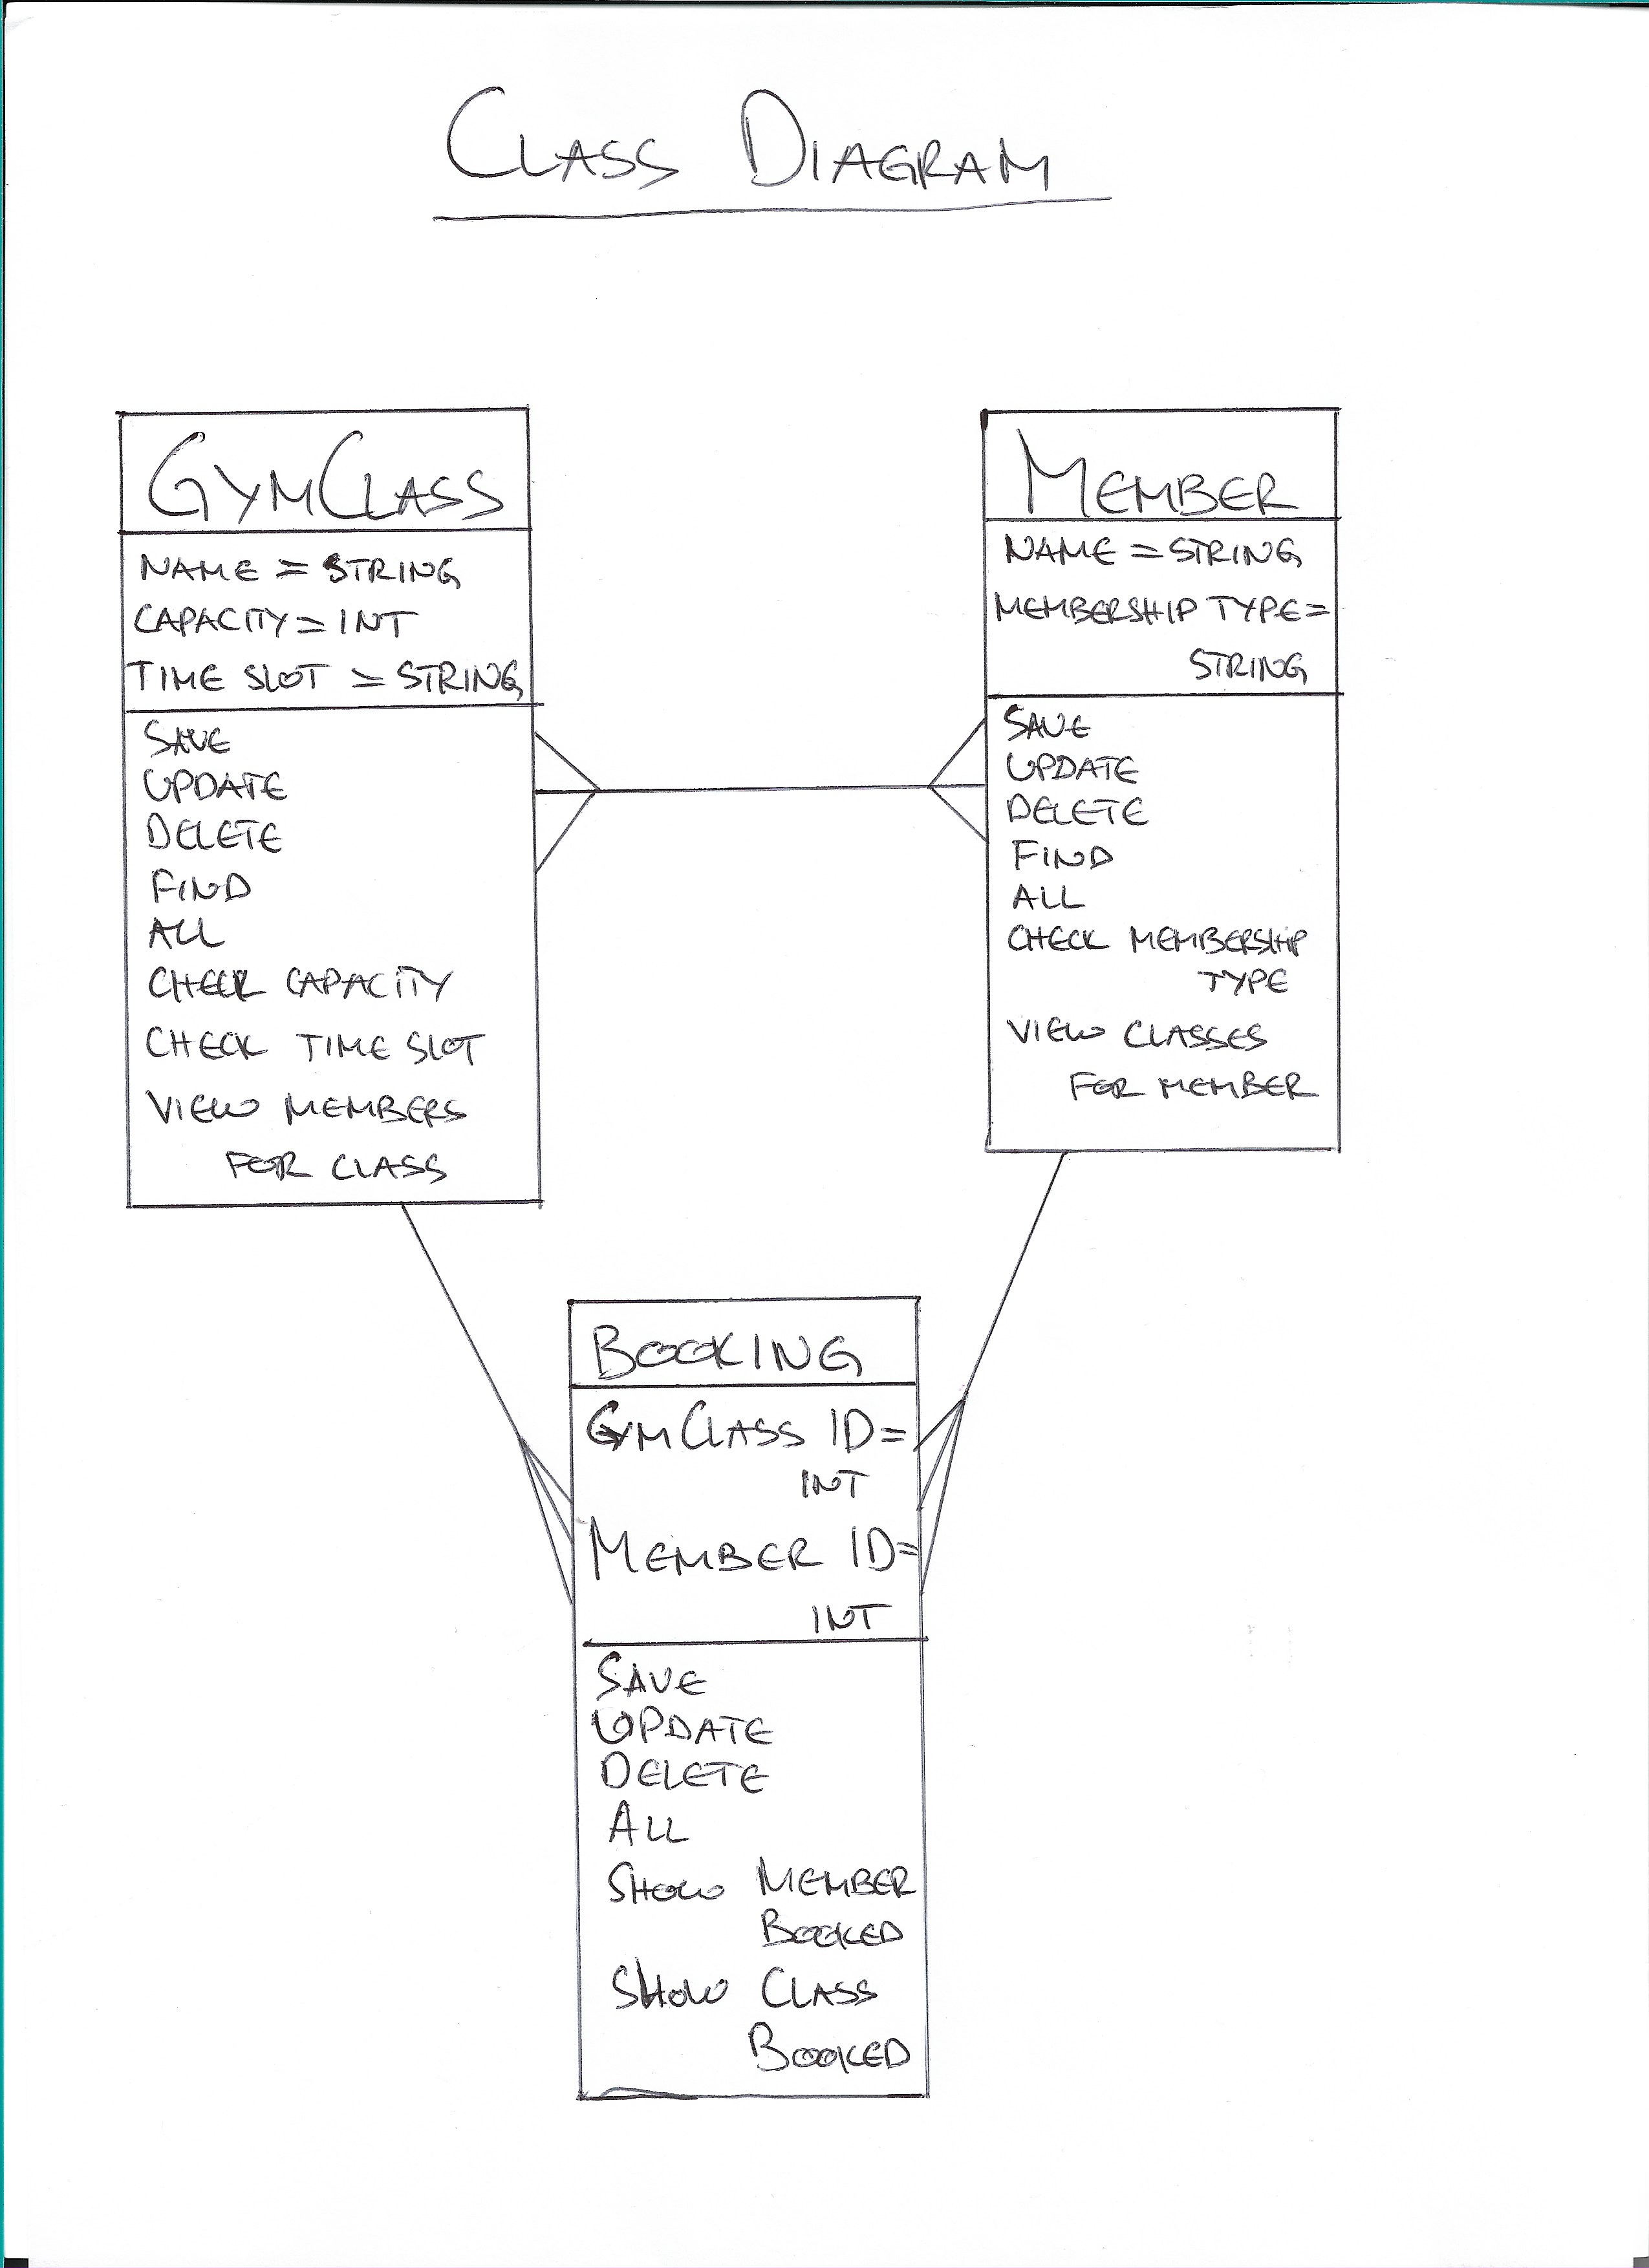 CLASS DIAGRAM
GYMCLASS
NAME = STRING
CAPACITY = INT
TIME SLOT = STRING
SAVE
UPDATE
DELETE
FIND
ALL
CHECK CAPACITY
CHECK TIME SLOT
VIEW MEMBERS
FOR CLASS
MEMBER
NAME = STRING
MEMBERSHIP TYPE =
STRING
SAVE
UPDATE
DELETE
FIND
ALL
CHECK MEMBERSHIP
TYPE
VIEW CLASSES
FOR MEMBER
BOOKING
GYMCLASS ID =
INT
MEMBER ID =
INT
SAVE
UPDATE
DELETE
ALL
SHOW MEMBER
BOOKED
SHOW CLASS
BOOKED